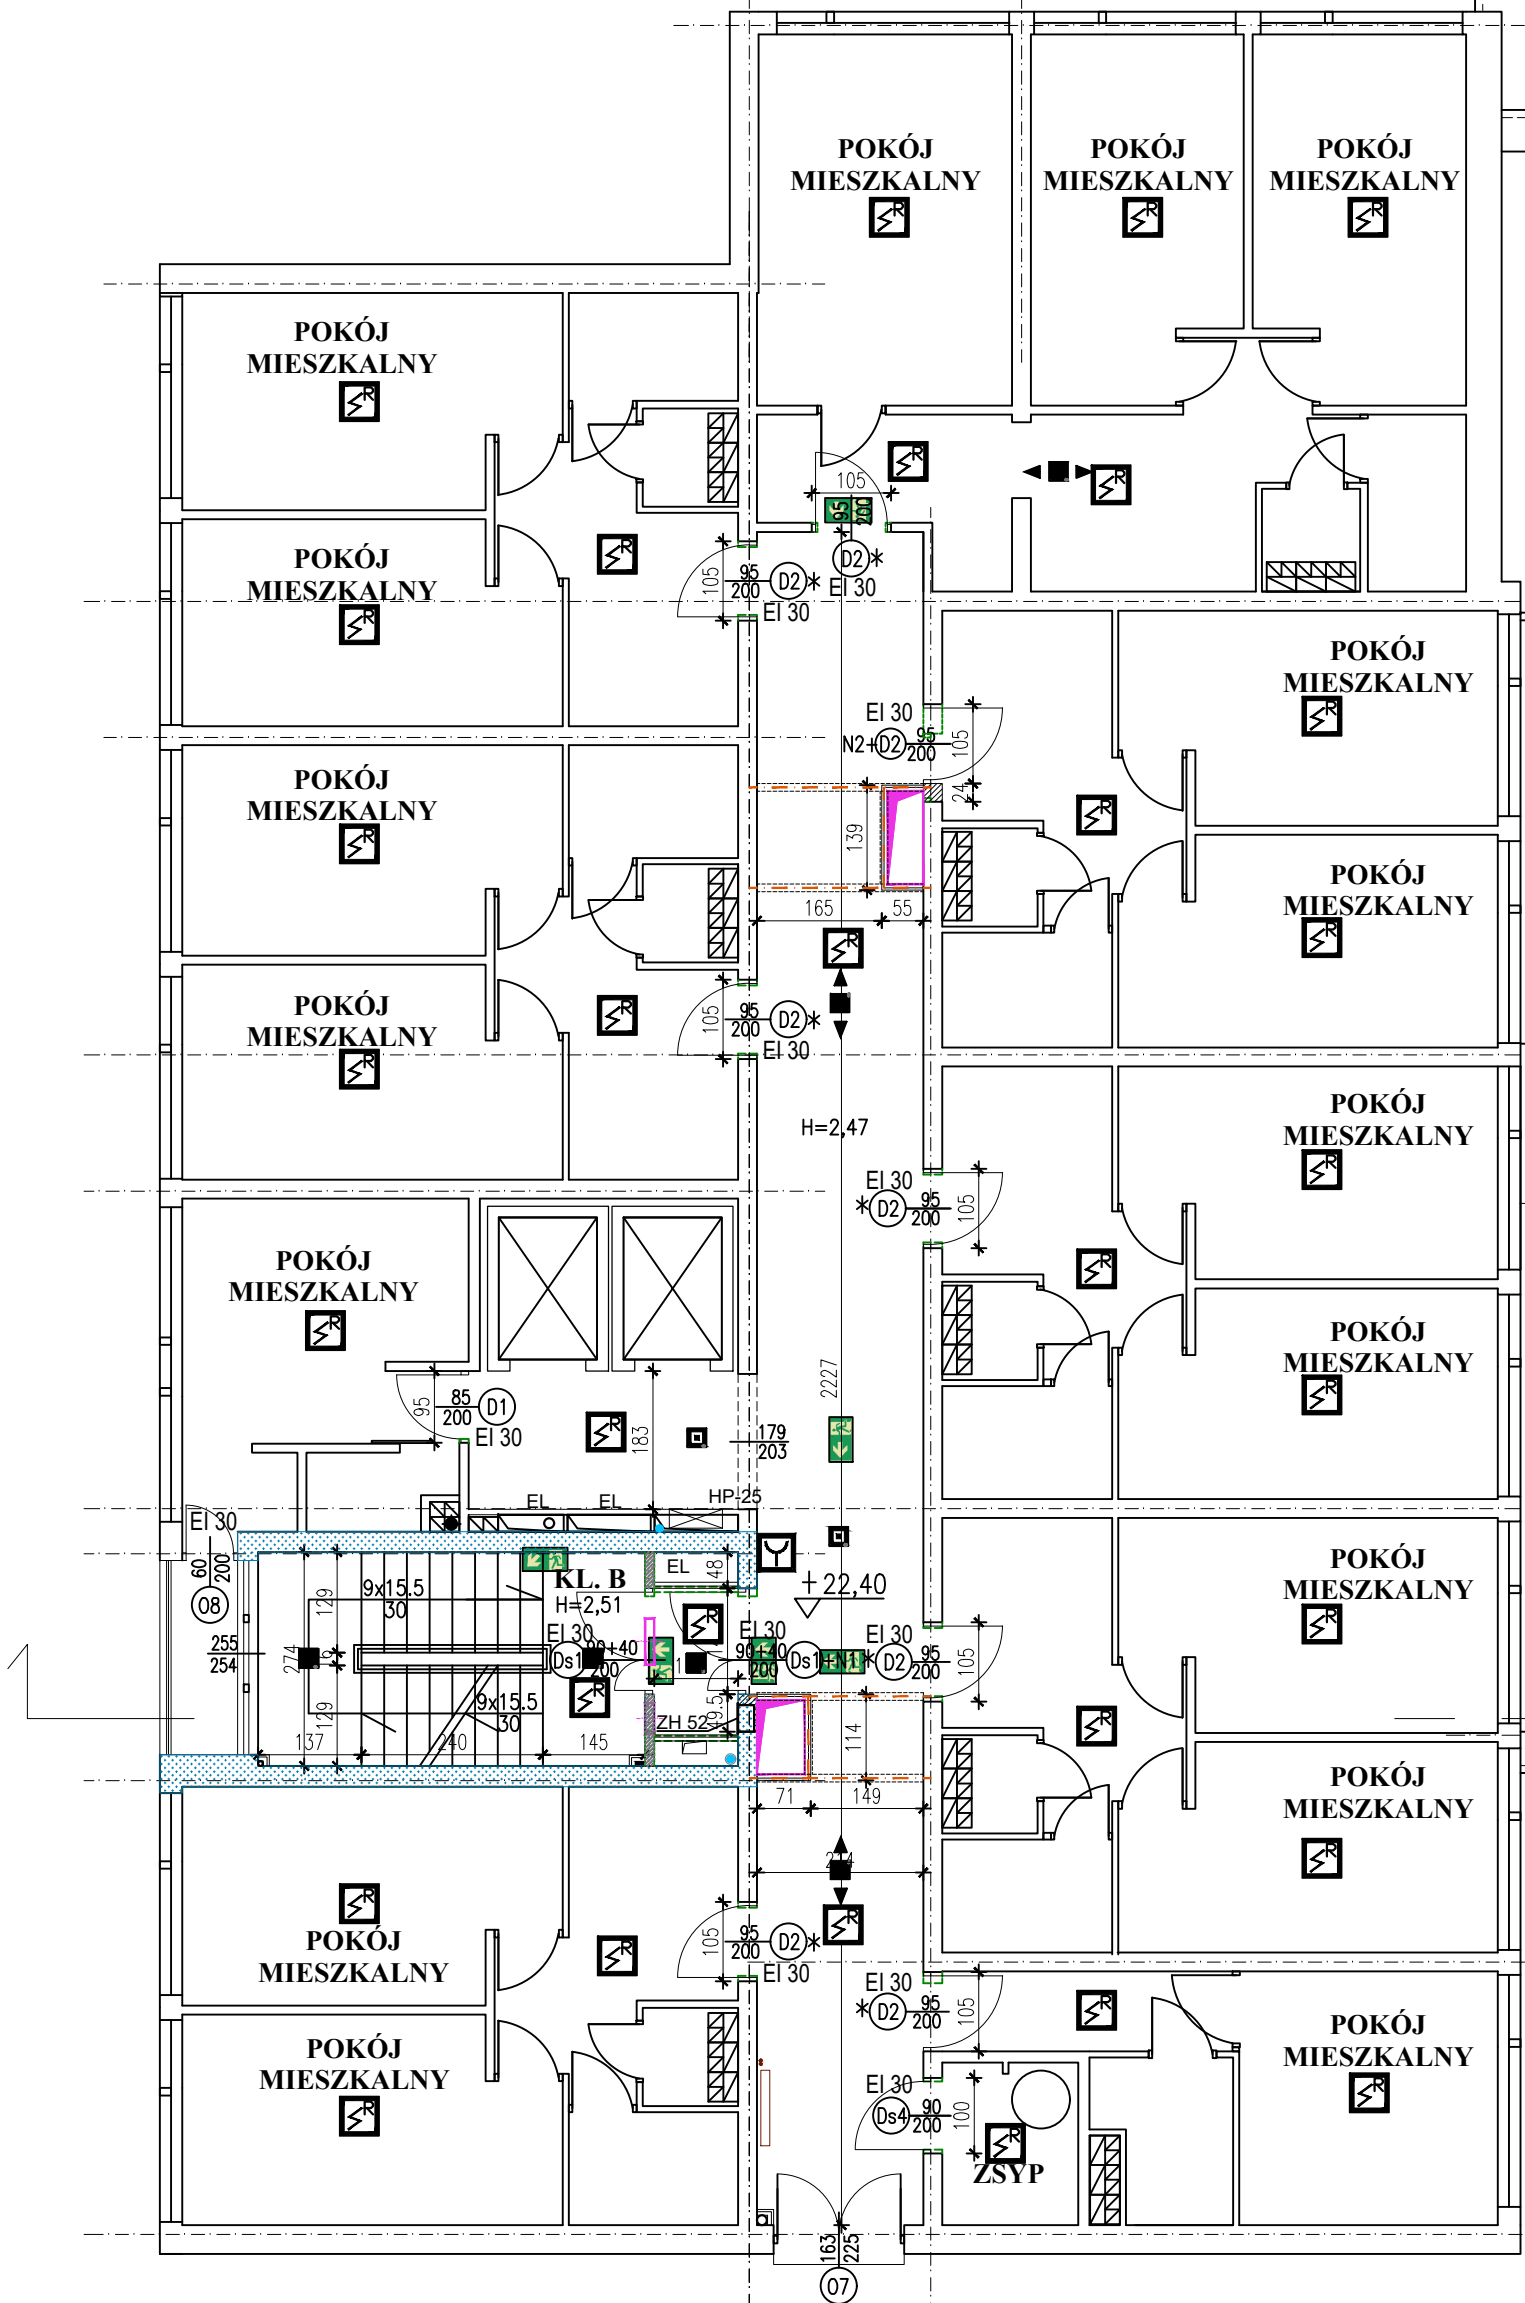 POKÓJ
MIESZKALNY
R
POKÓJ
MIESZKALNY
R
POKÓJ
MIESZKALNY
R
POKÓJ
MIESZKALNY
R
R
105
95
200
R
D2*
EI 30
POKÓJ
MIESZKALNY
R
R
105
95
200
D2*
EI 30
POKÓJ
MIESZKALNY
R
EI 30
N2+D2
95
200
105
24
139
165
55
POKÓJ
MIESZKALNY
R
R
POKÓJ
MIESZKALNY
R
R
POKÓJ
MIESZKALNY
R
R
105
95
200
D2*
EI 30
H=2,47
POKÓJ
MIESZKALNY
R
EI 30
*D2
95
200
105
R
POKÓJ
MIESZKALNY
R
POKÓJ
MIESZKALNY
R
95
85
200
D1
EI 30
R
183
179
203
2227
EL
EL
HP-25
EI 30
60
200
08
255
254
129
274
129
9x15.5
30
9x15.5
30
137
240
145
KL. B
H=2,51
EL
48
R
EI 30
Ds1
90+40
200
R
EI 30
90+40
200
Ds1+N1*
+22,40
EI 30
D2
95
200
105
ZH 52
49.5
114
71
149
R
POKÓJ
MIESZKALNY
R
R
POKÓJ
MIESZKALNY
R
R
105
95
200
D2*
EI 30
EI 30
*D2
95
200
105
R
POKÓJ
MIESZKALNY
R
POKÓJ
MIESZKALNY
R
EI 30
Ds4
90
200
100
R
ZSYP
163
225
07